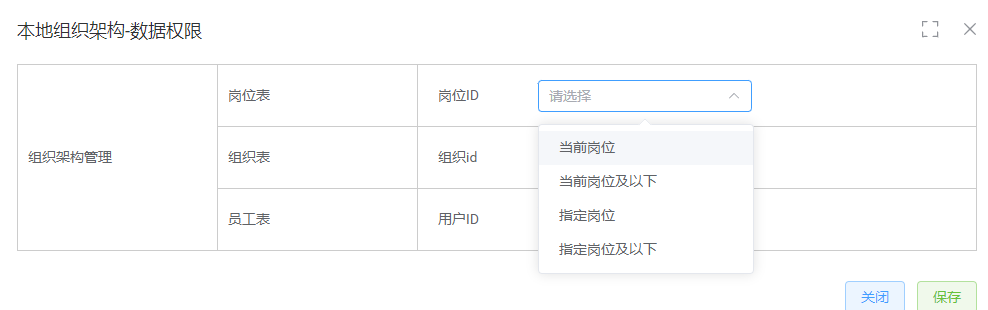 本地组织架构-数据权限
岗位表 岗位ID 请选择
当前岗位
组织架构管理 组织表 组织id
当前岗位及以下
指定岗位
员工表 用户ID
指定岗位及以下
关闭 保存